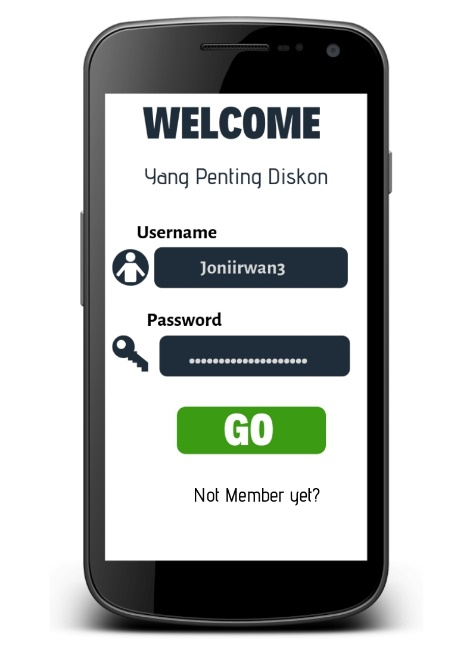 WELCOME
Yang Penting Diskon
Username
Joniirwan3
Password
GO
Not Member yet?